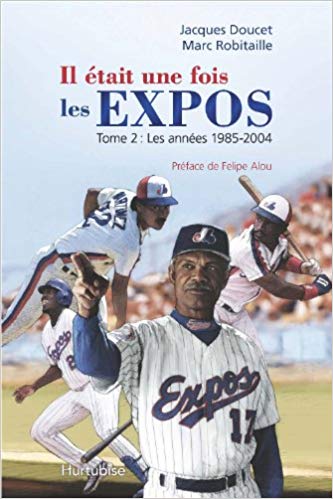 Jacques Doucet
Marc Robitaille
Il était une fois
les EXPOS
Tome 2 : Les années 1985-2004
Préface de Felipe Alou
Expos
17
Hurtubise